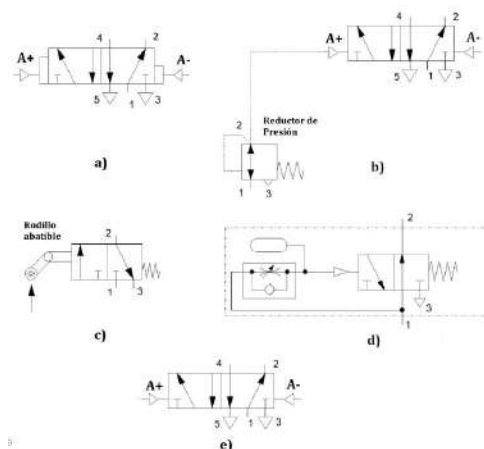 4 2
A+ A-
5 1 3
a)
2
4
A+ A-
5 1 3
Reductor de
Presión
2
1 3
b)
Rodillo
abatible
2
1 3
c)
2
3
1
d)
4 2
A+ A-
5 1 3
e)